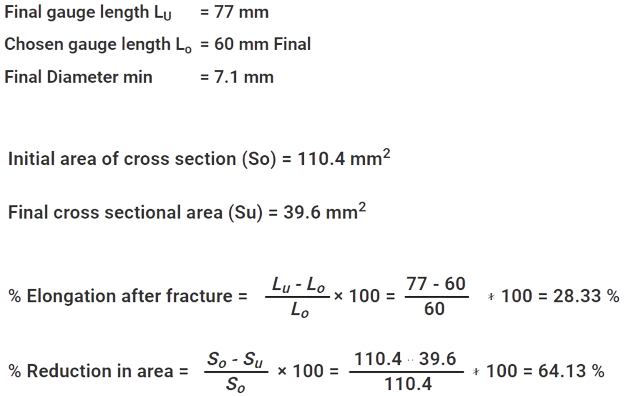 Final gauge length LU = 77 mm
Chosen gauge length Lo = 60 mm Final
Final Diameter min = 7.1 mm
Initial area of cross section (So) = 110.4 mm²
Final cross sectional area (Su) = 39.6 mm²
% Elongation after fracture = (Lu - Lo) / Lo × 100 = (77 - 60) / 60 * 100 = 28.33 %
% Reduction in area = (So - Su) / So × 100 = (110.4 - 39.6) / 110.4 * 100 = 64.13 %